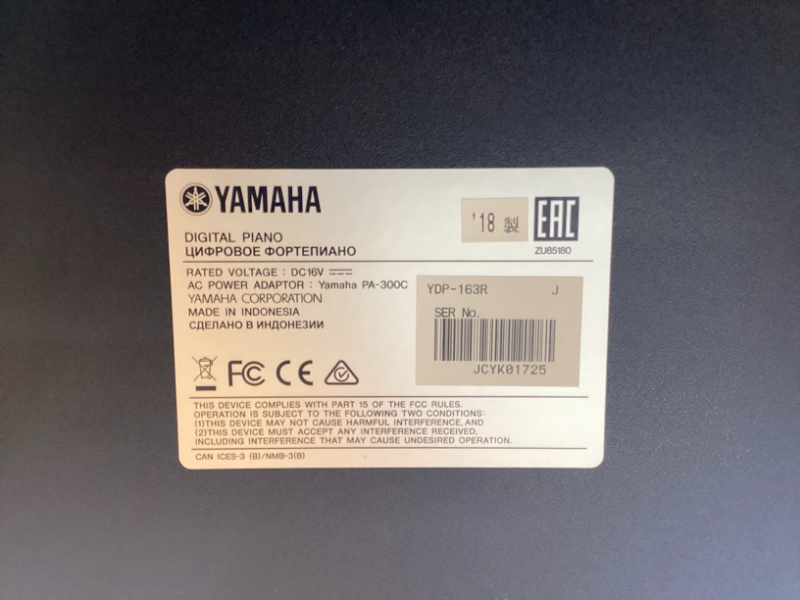 YAMAHA
'18 製
EAC
DIGITAL PIANO
ЦИФРОВОЕ ФОРТЕПИАНО
ZU85180
RATED VOLTAGE : DC16V
AC POWER ADAPTOR : Yamaha PA-300C
YAMAHA CORPORATION
MADE IN INDONESIA
СДЕЛАНО В ИНДОНЕЗИИ
YDP-163R J
SER No.
JCYK01725
FC CE
THIS DEVICE COMPLIES WITH PART 15 OF THE FCC RULES.
OPERATION IS SUBJECT TO THE FOLLOWING TWO CONDITIONS:
(1)THIS DEVICE MAY NOT CAUSE HARMFUL INTERFERENCE,AND
(2)THIS DEVICE MUST ACCEPT ANY INTERFERENCE RECEIVED,
INCLUDING INTERFERENCE THAT MAY CAUSE UNDESIRED OPERATION.
CAN ICES-3 (B)/NMB-3(B)